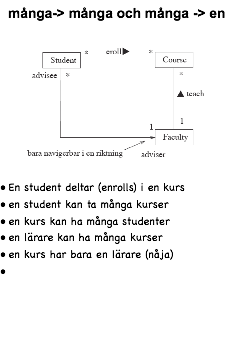 många-> många och många -> en
Student * enroll▶ * Course
advisee * *
▲ teach
1 1
Faculty
bara navigerbar i en riktning adviser
• En student deltar (enrolls) i en kurs
• en student kan ta många kurser
• en kurs kan ha många studenter
• en lärare kan ha många kurser
• en kurs har bara en lärare (nåja)
•